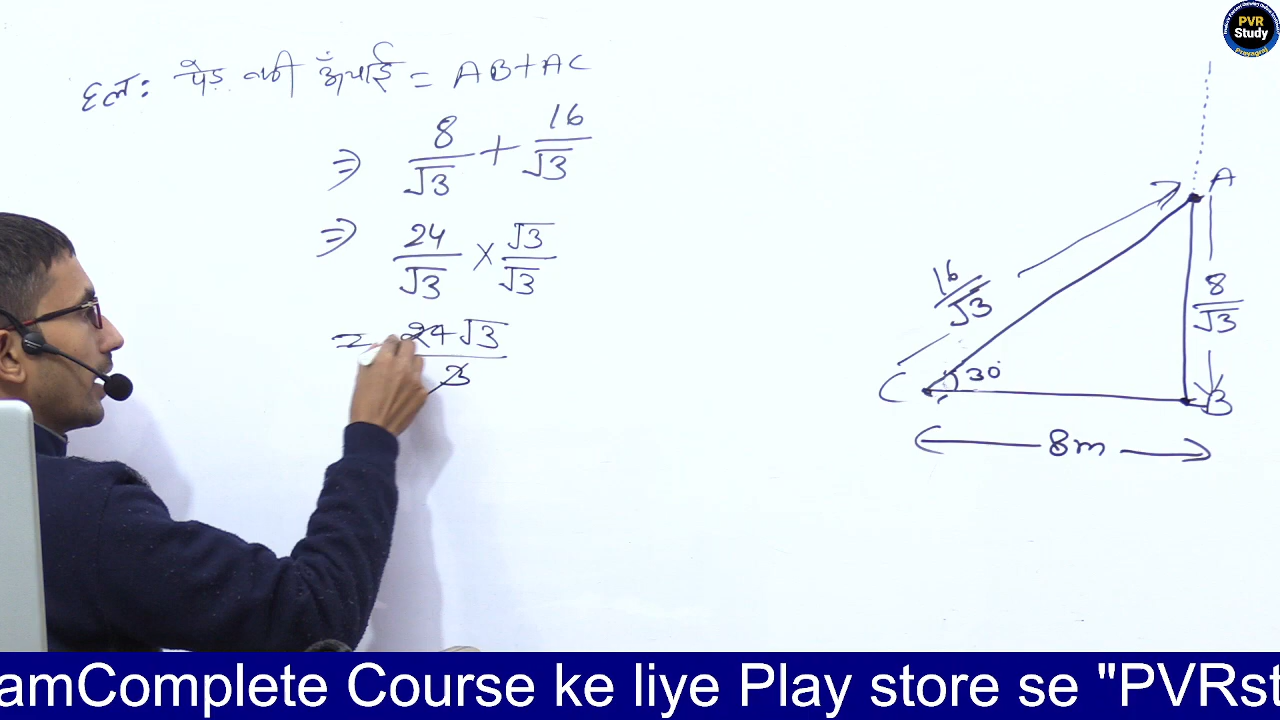 हल: पेड़ की ऊँचाई = AB+AC
⇒ 8/√3 + 16/√3
⇒ 24/√3 × √3/√3
= 24√3/3
A
16/√3
8/√3
C 30° B
8m
PVR
Study
Prayagraj
amComplete Course ke liye Play store se "PVRst